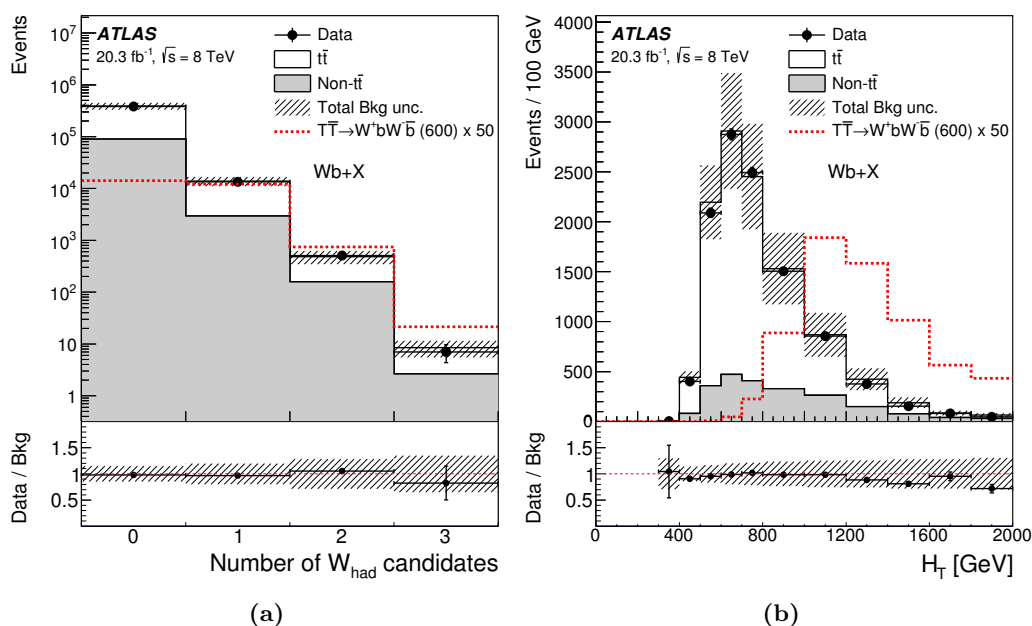 Events
10⁷
10⁶
10⁵
10⁴
10³
10²
10
1
ATLAS
20.3 fb⁻¹, √s = 8 TeV
Data
tt̄
Non-tt̄
Total Bkg unc.
TT̄→W⁺bW⁻b̄ (600) x 50
Wb+X
Data / Bkg
1.5
1
0.5
0 1 2 3
Number of W_had candidates
(a)
Events / 100 GeV
4000
3500
3000
2500
2000
1500
1000
500
0
ATLAS
20.3 fb⁻¹, √s = 8 TeV
Data
tt̄
Non-tt̄
Total Bkg unc.
TT̄→W⁺bW⁻b̄ (600) x 50
Wb+X
Data / Bkg
1.5
1
0.5
0 400 800 1200 1600 2000
H_T [GeV]
(b)